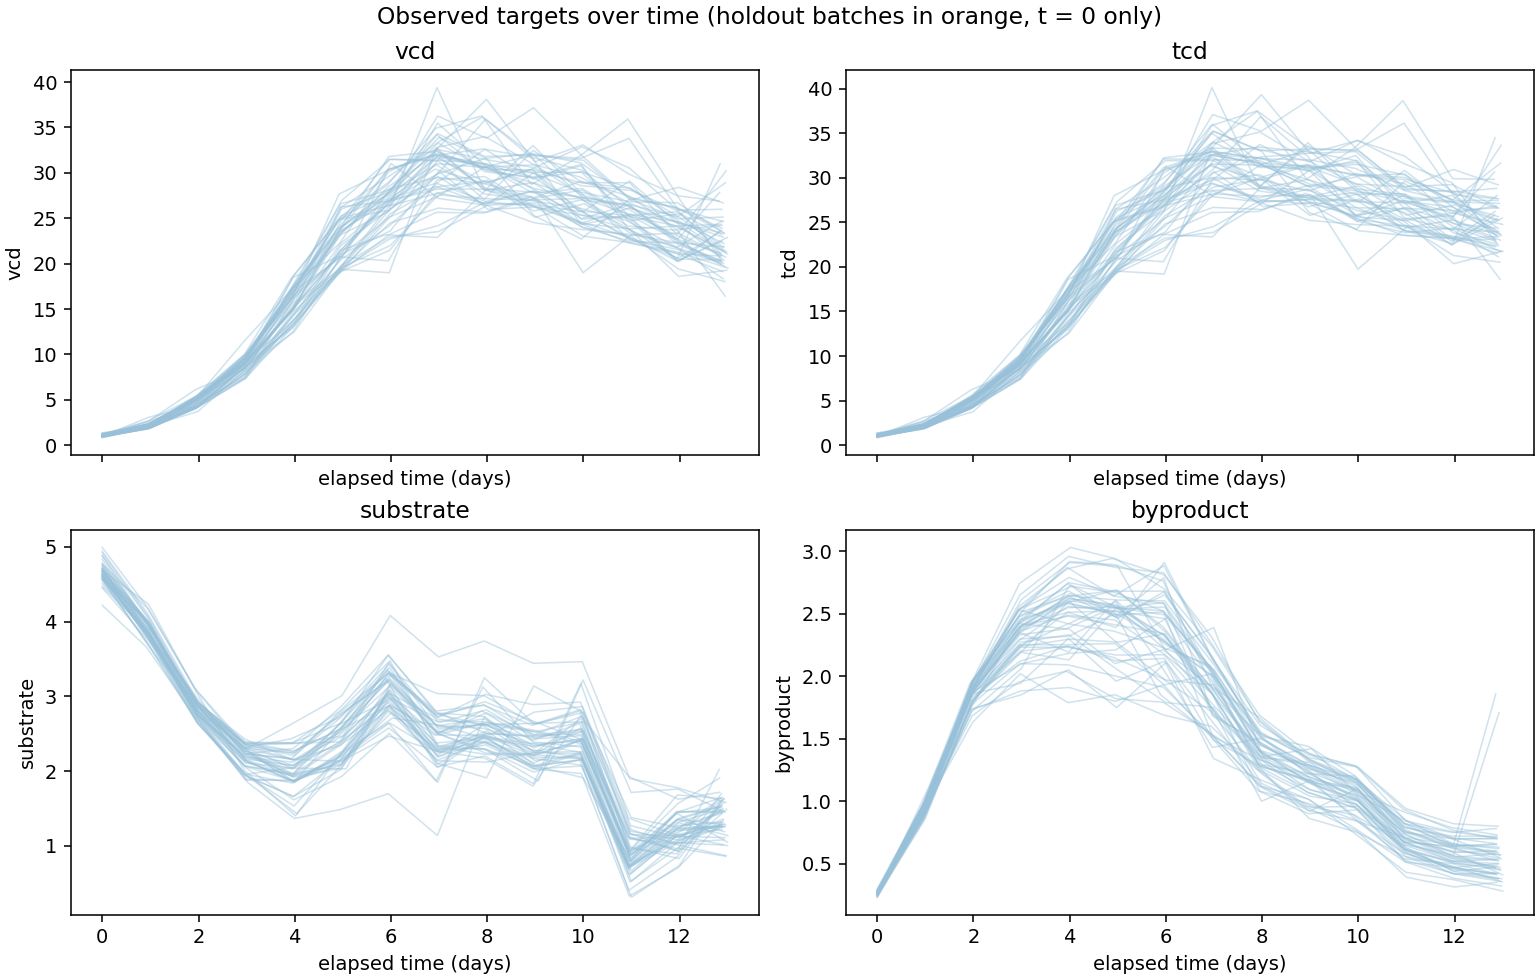 Observed targets over time (holdout batches in orange, t = 0 only)
vcd
40
35
30
25
20
15
10
5
0
vcd
elapsed time (days)
tcd
40
35
30
25
20
15
10
5
0
tcd
elapsed time (days)
substrate
5
4
3
2
1
substrate
0 2 4 6 8 10 12
elapsed time (days)
byproduct
3.0
2.5
2.0
1.5
1.0
0.5
byproduct
0 2 4 6 8 10 12
elapsed time (days)